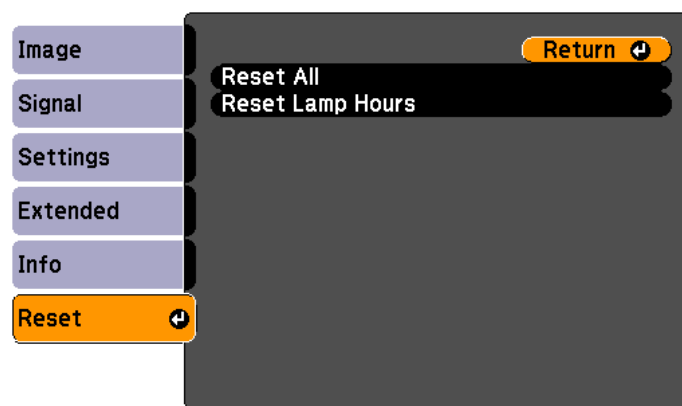 Image
Signal
Settings
Extended
Info
Reset
Return
Reset All
Reset Lamp Hours